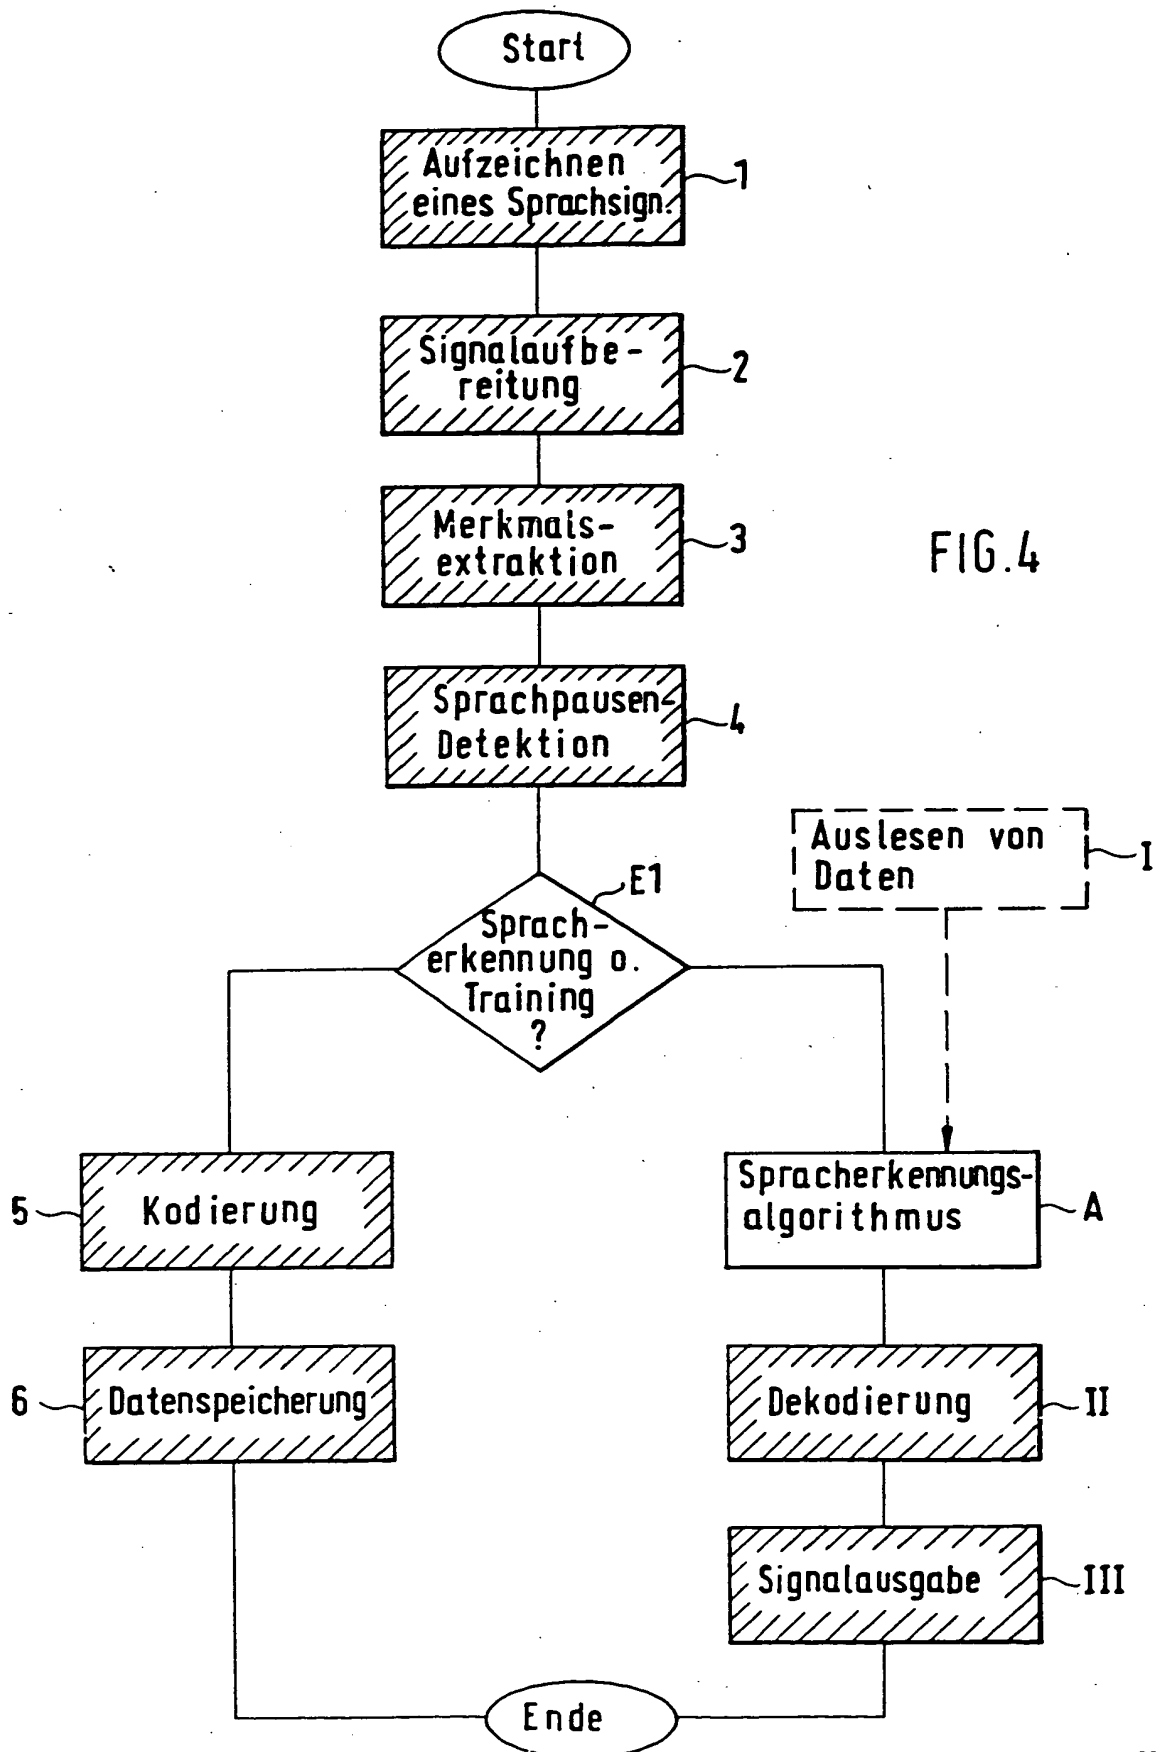 Start
Aufzeichnen
eines Sprachsign.
1
Signalaufbe-
reitung
2
Merkmals-
extraktion
3
FIG.4
Sprachpausen-
Detektion
4
Auslesen von
Daten
I
E1
Sprach-
erkennung o.
Training
?
Kodierung
5
Spracherkennungs-
algorithmus
A
Datenspeicherung
6
Dekodierung
II
Signalausgabe
III
Ende